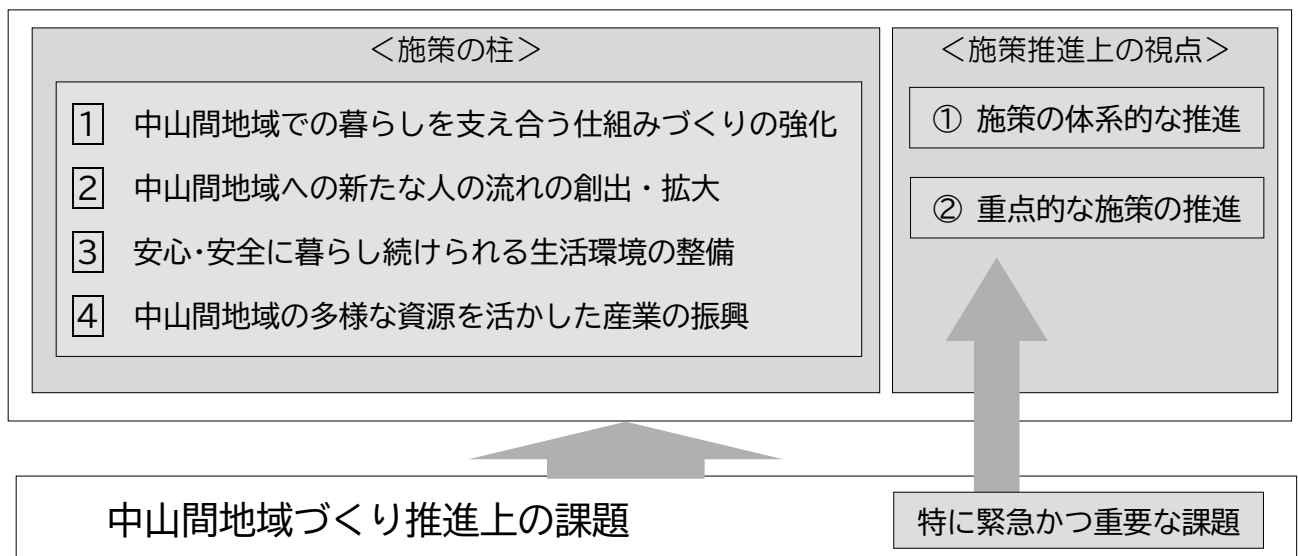 ＜施策の柱＞
1 中山間地域での暮らしを支え合う仕組みづくりの強化
2 中山間地域への新たな人の流れの創出・拡大
3 安心・安全に暮らし続けられる生活環境の整備
4 中山間地域の多様な資源を活かした産業の振興
＜施策推進上の視点＞
① 施策の体系的な推進
② 重点的な施策の推進
中山間地域づくり推進上の課題
特に緊急かつ重要な課題